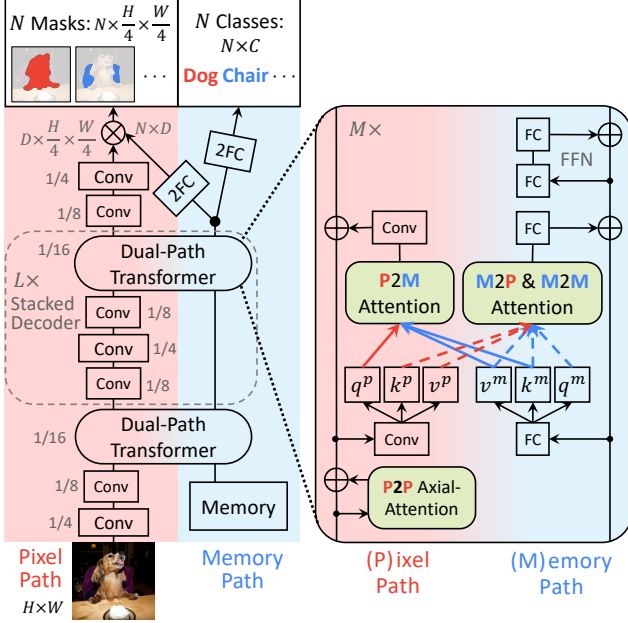 N Masks: N × H/4 × W/4
N Classes:
N×C
Dog Chair ···
···
D × H/4 × W/4
N×D
2FC
2FC
1/4
Conv
1/8
Conv
1/16
Dual-Path
Transformer
L×
Stacked
Decoder
1/8
Conv
Conv
1/4
Conv
1/8
1/16
Dual-Path
Transformer
1/8
Conv
Memory
1/4
Conv
Pixel
Path
Memory
Path
H×W
M×
FC
FFN
FC
Conv
FC
P2M
Attention
M2P & M2M
Attention
q^p k^p v^p v^m k^m q^m
Conv
FC
P2P Axial-
Attention
(P)ixel
Path
(M)emory
Path